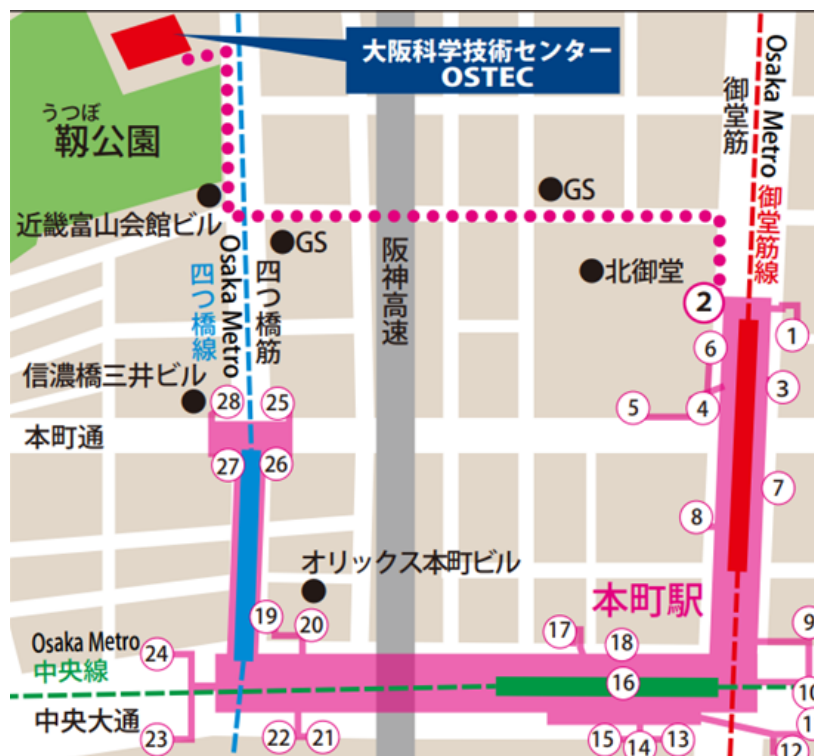 大阪科学技術センター
OSTEC
うつぼ
靱公園
御堂筋
Osaka Metro
御堂筋線
GS
近畿富山会館ビル
GS
Osaka Metro
四つ橋線
四つ橋筋
阪神高速
北御堂
2
1
6
3
信濃橋三井ビル
28
25
5
4
本町通
27
26
7
8
オリックス本町ビル
本町駅
19
20
17
18
9
Osaka Metro
中央線
24
16
10
中央大通
23
22
21
15
14
13
12